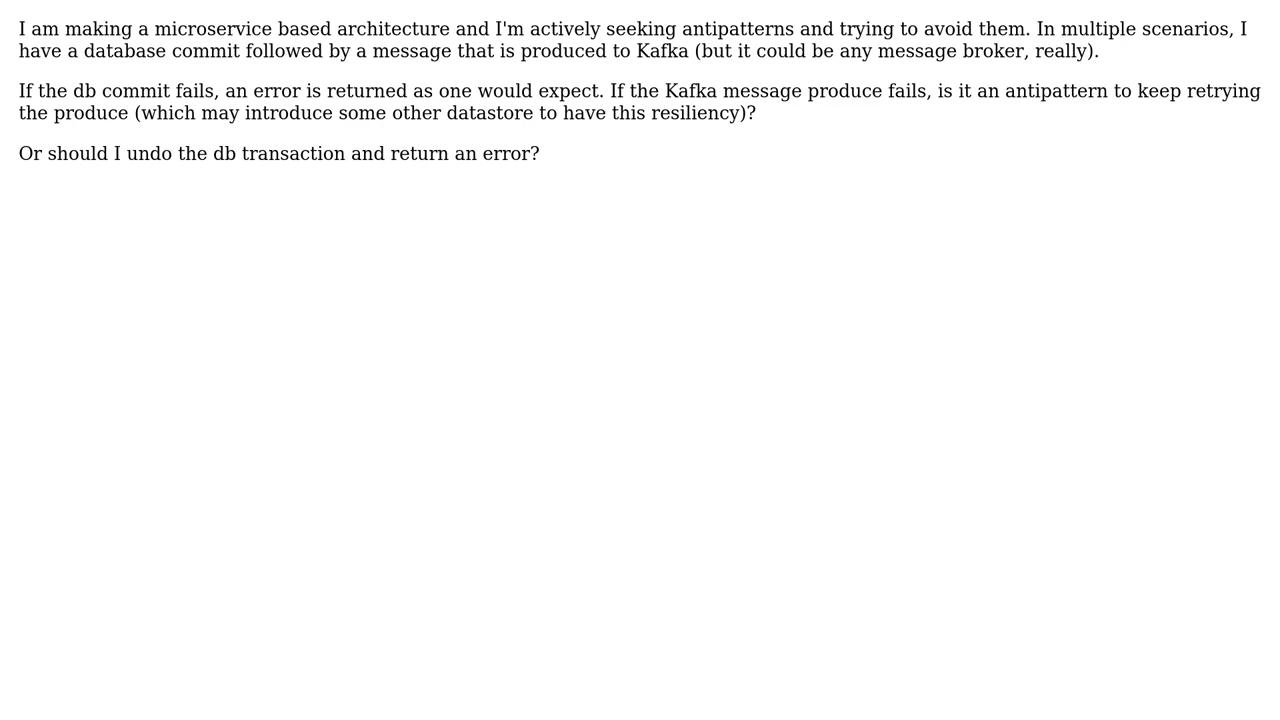 I am making a microservice based architecture and I'm actively seeking antipatterns and trying to avoid them. In multiple scenarios, I
have a database commit followed by a message that is produced to Kafka (but it could be any message broker, really).
If the db commit fails, an error is returned as one would expect. If the Kafka message produce fails, is it an antipattern to keep retrying
the produce (which may introduce some other datastore to have this resiliency)?
Or should I undo the db transaction and return an error?